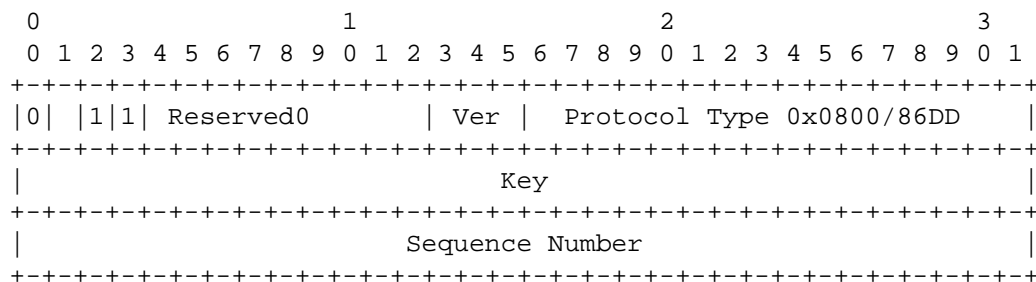 0                   1                   2                   3
 0 1 2 3 4 5 6 7 8 9 0 1 2 3 4 5 6 7 8 9 0 1 2 3 4 5 6 7 8 9 0 1
+-+-+-+-+-+-+-+-+-+-+-+-+-+-+-+-+-+-+-+-+-+-+-+-+-+-+-+-+-+-+-+-+
|0| |1|1| Reserved0       | Ver |  Protocol Type 0x0800/86DD    |
+-+-+-+-+-+-+-+-+-+-+-+-+-+-+-+-+-+-+-+-+-+-+-+-+-+-+-+-+-+-+-+-+
|                              Key                              |
+-+-+-+-+-+-+-+-+-+-+-+-+-+-+-+-+-+-+-+-+-+-+-+-+-+-+-+-+-+-+-+-+
|                        Sequence Number                        |
+-+-+-+-+-+-+-+-+-+-+-+-+-+-+-+-+-+-+-+-+-+-+-+-+-+-+-+-+-+-+-+-+